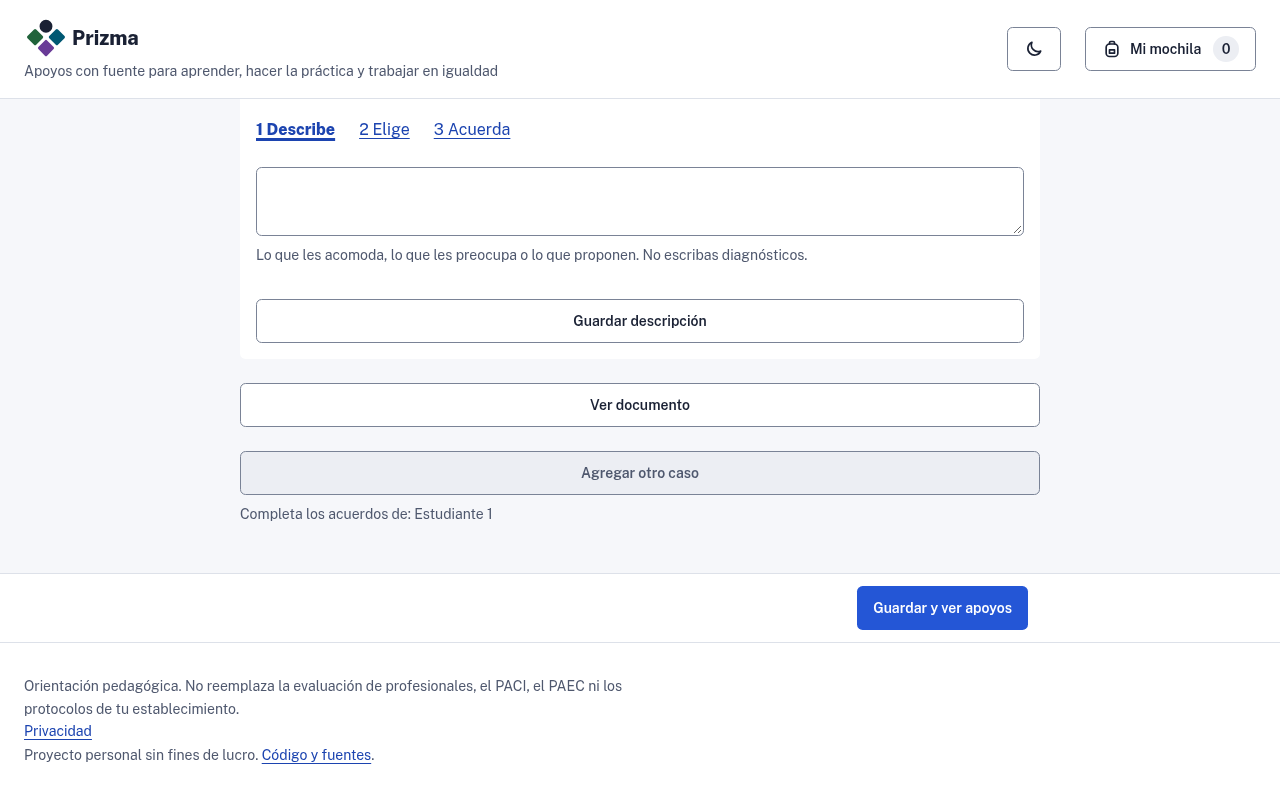 Prizma
Apoyos con fuente para aprender, hacer la práctica y trabajar en igualdad
Mi mochila 0
1 Describe 2 Elige 3 Acuerda
Lo que les acomoda, lo que les preocupa o lo que proponen. No escribas diagnósticos.
Guardar descripción
Ver documento
Agregar otro caso
Completa los acuerdos de: Estudiante 1
Guardar y ver apoyos
Orientación pedagógica. No reemplaza la evaluación de profesionales, el PACI, el PAEC ni los
protocolos de tu establecimiento.
Privacidad
Proyecto personal sin fines de lucro. Código y fuentes.